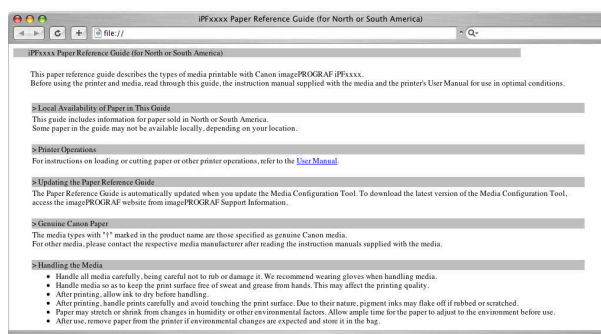 iPFxxxx Paper Reference Guide (for North or South America)
file://
Q
iPFxxxx Paper Reference Guide (for North or South America)
This paper reference guide describes the types of media printable with Canon imagePROGRAF iPFxxxx.
Before using the printer and media, read through this guide, the instruction manual supplied with the media and the printer's User Manual for use in optimal conditions.
>Local Availability of Paper in This Guide
This guide includes information for paper sold in North or South America.
Some paper in the guide may not be available locally, depending on your location.
>Printer Operations
For instructions on loading or cutting paper or other printer operations, refer to the User Manual.
>Updating the Paper Reference Guide
The Paper Reference Guide is automatically updated when you update the Media Configuration Tool. To download the latest version of the Media Configuration Tool,
access the imagePROGRAF website from imagePROGRAF Support Information.
>Genuine Canon Paper
The media types with "†" marked in the product name are those specified as genuine Canon media.
For other media, please contact the respective media manufacturer after reading the instruction manuals supplied with the media.
>Handling the Media
• Handle all media carefully, being careful not to rub or damage it. We recommend wearing gloves when handling media.
• Handle media so as to keep the print surface free of sweat and grease from hands. This may affect the printing quality.
• After printing, allow ink to dry before handling.
• After printing, handle prints carefully and avoid touching the print surface. Due to their nature, pigment inks may flake off if rubbed or scratched.
• Paper may stretch or shrink from changes in humidity or other environmental factors. Allow ample time for the paper to adjust to the environment before use.
• After use, remove paper from the printer if environmental changes are expected and store it in the bag.